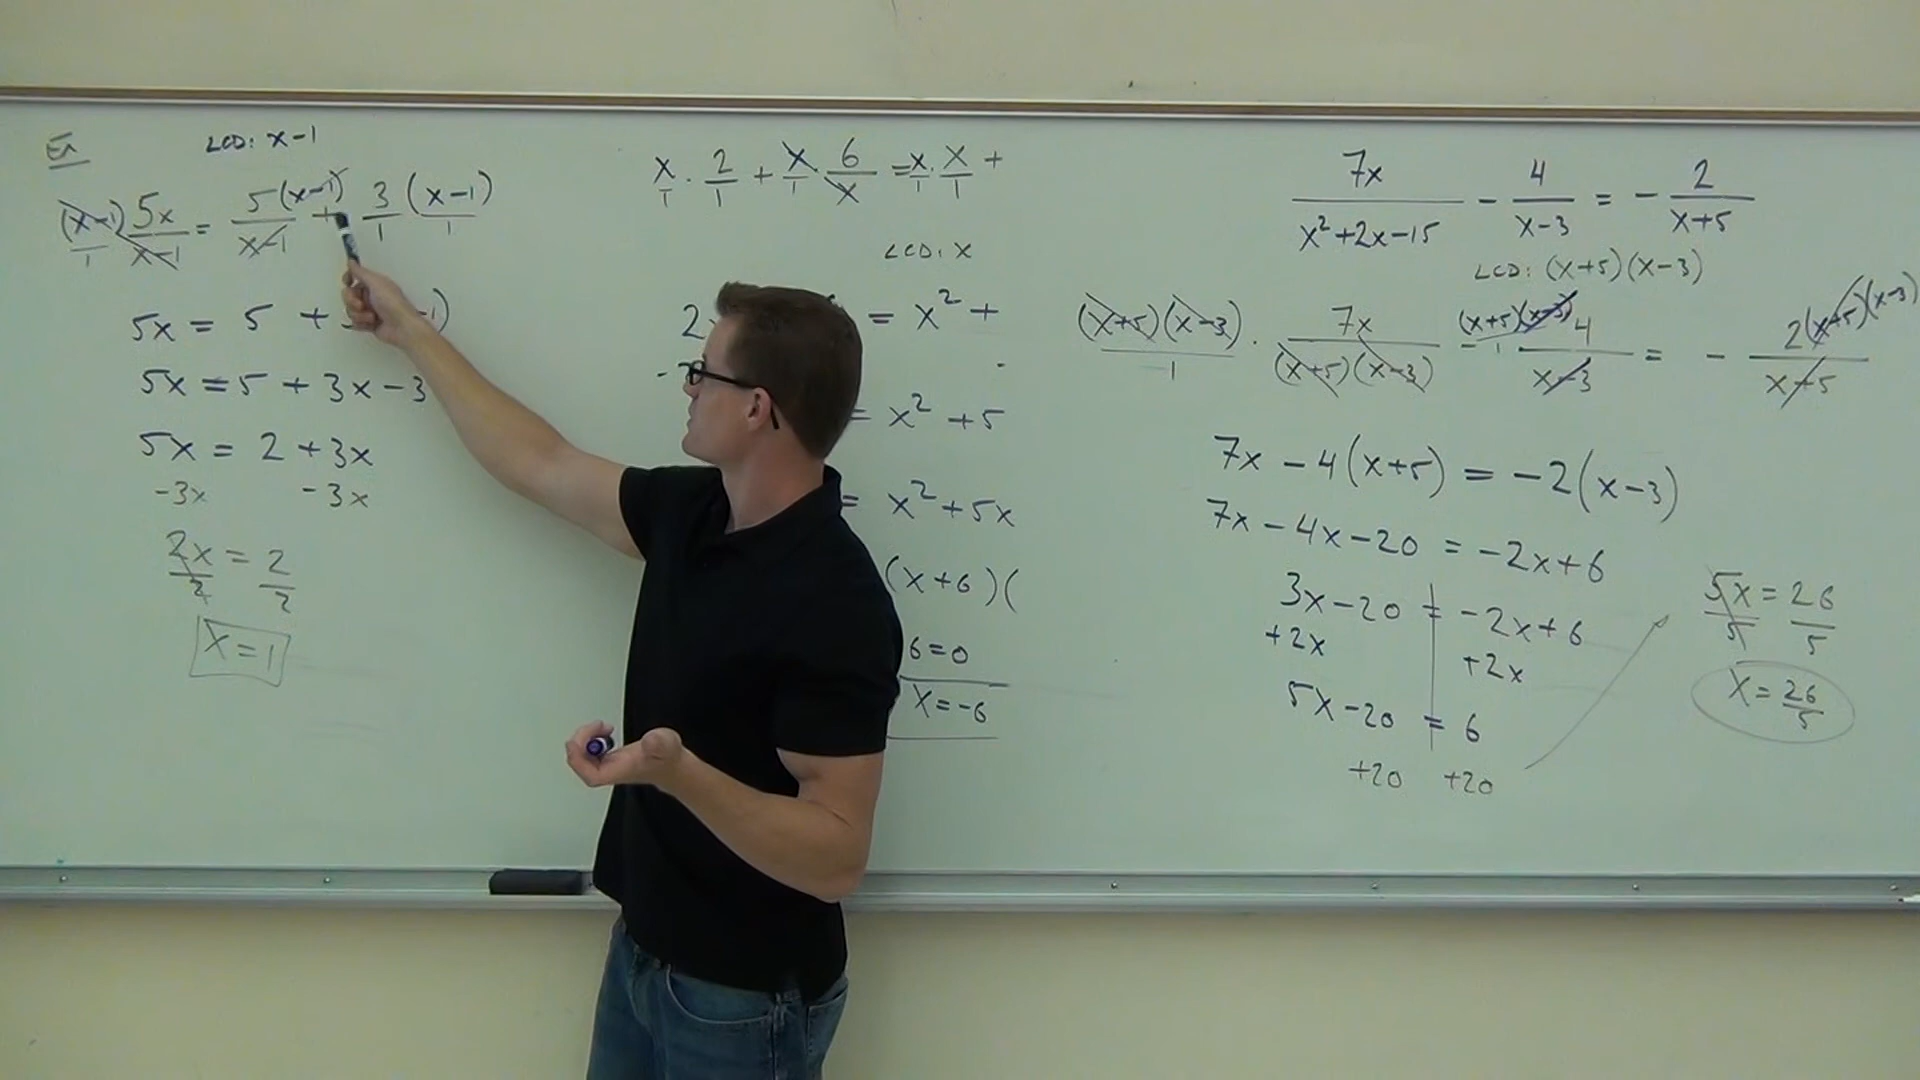 Ex
LCD: x-1
(x-1)/1 5x/(x-1) = 5(x-1)/(x-1) + 3/1 (x-1)/1
5x = 5 + 1)
5x = 5 + 3x - 3
5x = 2 + 3x
-3x -3x
2x/2 = 2/2
x = 1
x/1 · 2/1 + x/1 · 6/x = x/1 · x/1 +
LCD: x
2 = x² +
= x² + 5
= x² + 5x
(x+6)(
6 = 0
x = -6
7x/(x²+2x-15) - 4/(x-3) = - 2/(x+5)
LCD: (x+5)(x-3)
(x+5)(x-3)/1 · 7x/((x+5)(x-3)) - (x+5)(x-3)/1 4/(x-3) = - 2(x+5)(x-3)/(x+5)
7x - 4(x+5) = -2(x-3)
7x - 4x - 20 = -2x + 6
3x - 20 = -2x + 6
+2x +2x
5x - 20 = 6
+20 +20
5x/5 = 26/5
x = 26/5